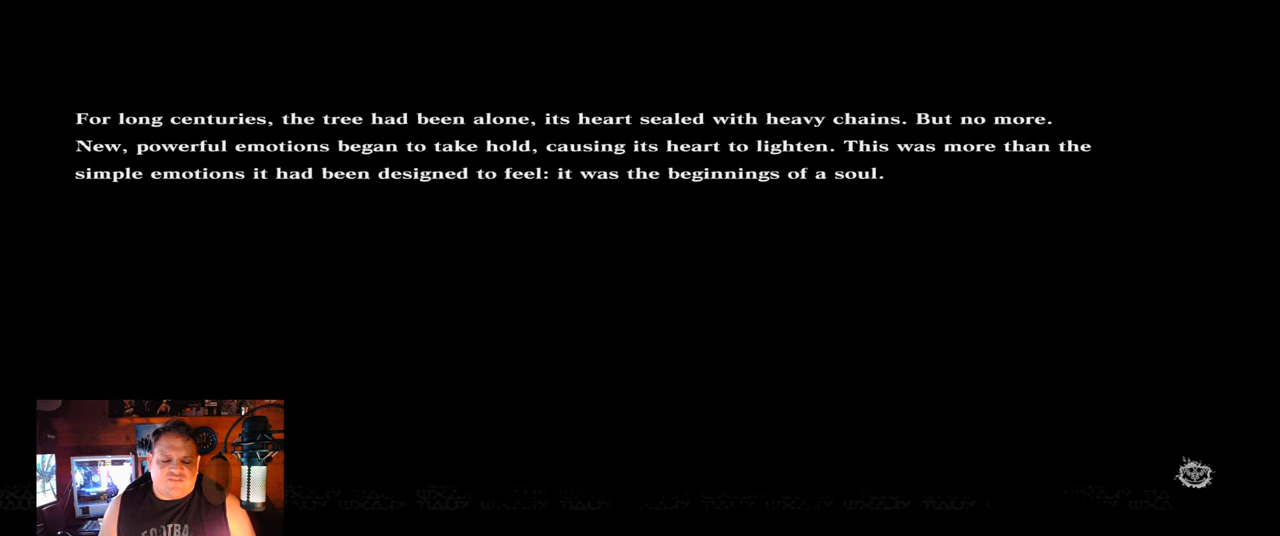 For long centuries, the tree had been alone, its heart sealed with heavy chains. But no more.
New, powerful emotions began to take hold, causing its heart to lighten. This was more than the
simple emotions it had been designed to feel: it was the beginnings of a soul.